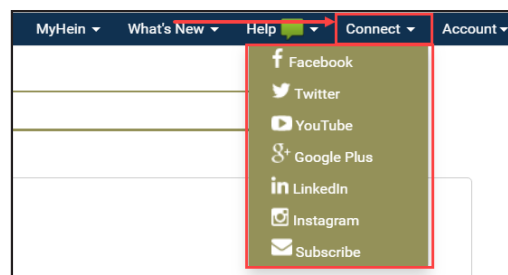 MyHein What's New Help Connect Account
Facebook
Twitter
YouTube
Google Plus
LinkedIn
Instagram
Subscribe